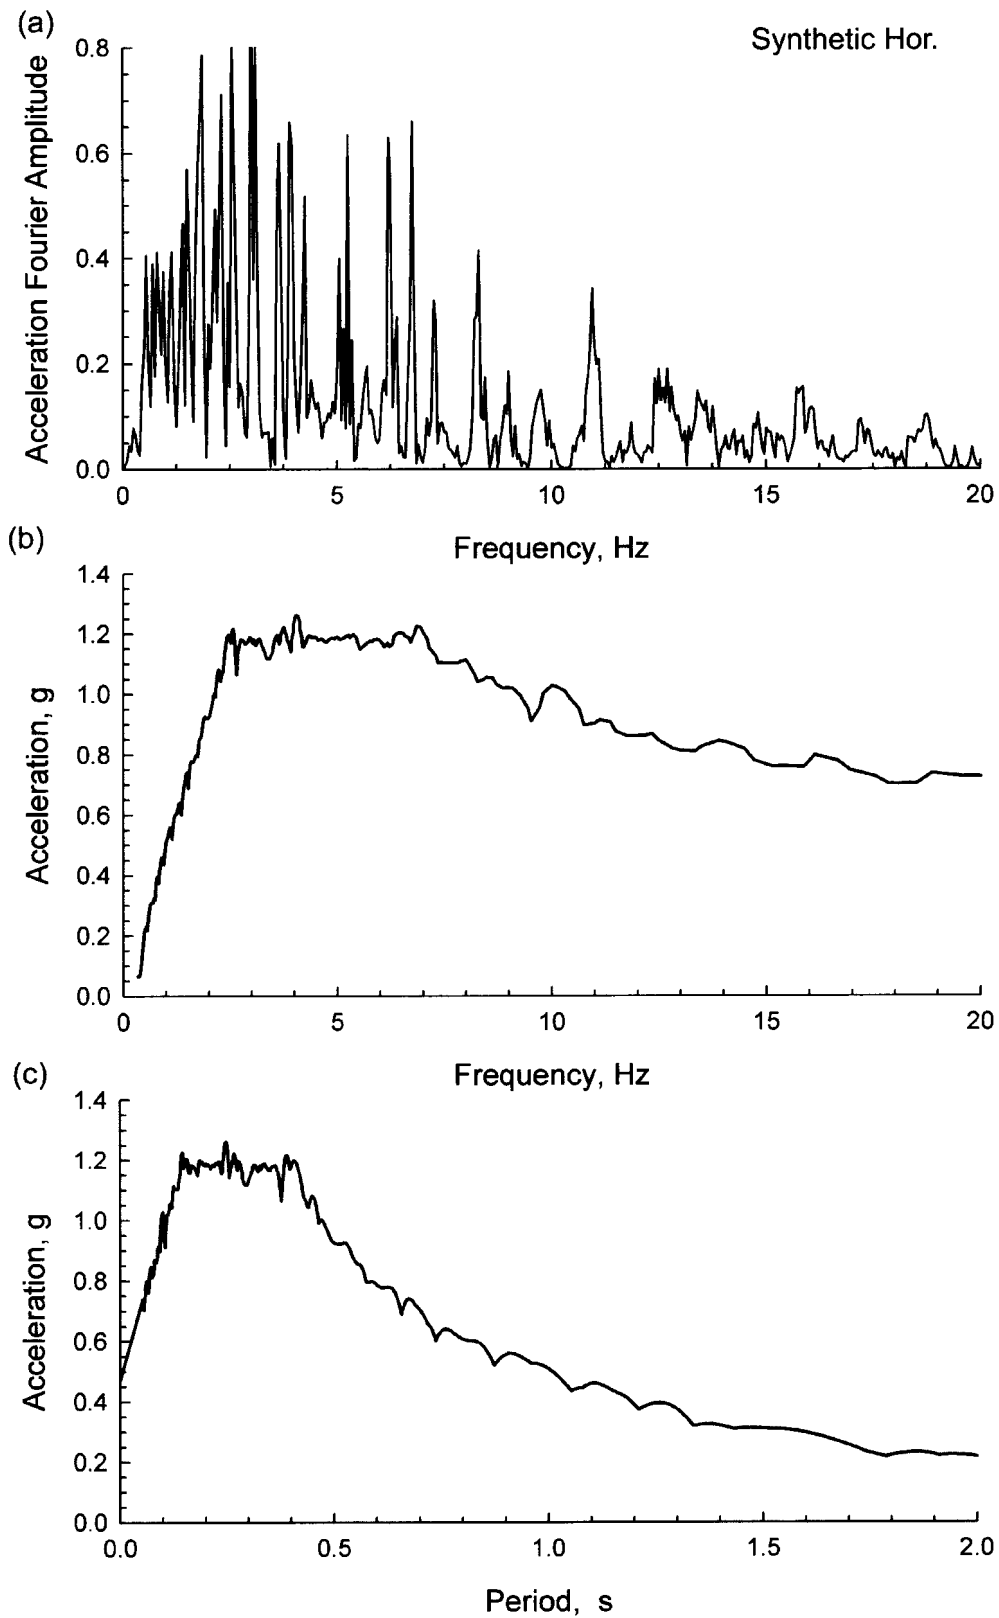 (a)
Synthetic Hor.
Acceleration Fourier Amplitude
0.8
0.6
0.4
0.2
0.0
0 5 10 15 20
Frequency, Hz
(b)
Acceleration, g
1.4
1.2
1.0
0.8
0.6
0.4
0.2
0.0
0 5 10 15 20
Frequency, Hz
(c)
Acceleration, g
1.4
1.2
1.0
0.8
0.6
0.4
0.2
0.0
0.0 0.5 1.0 1.5 2.0
Period, s